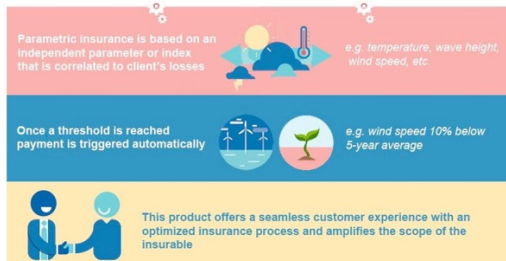 Parametric insurance is based on an
independent parameter or index
that is correlated to client's losses
e.g. temperature, wave height,
wind speed, etc.
Once a threshold is reached
payment is triggered automatically
e.g. wind speed 10% below
5-year average
This product offers a seamless customer experience with an
optimized insurance process and amplifies the scope of the
insurable